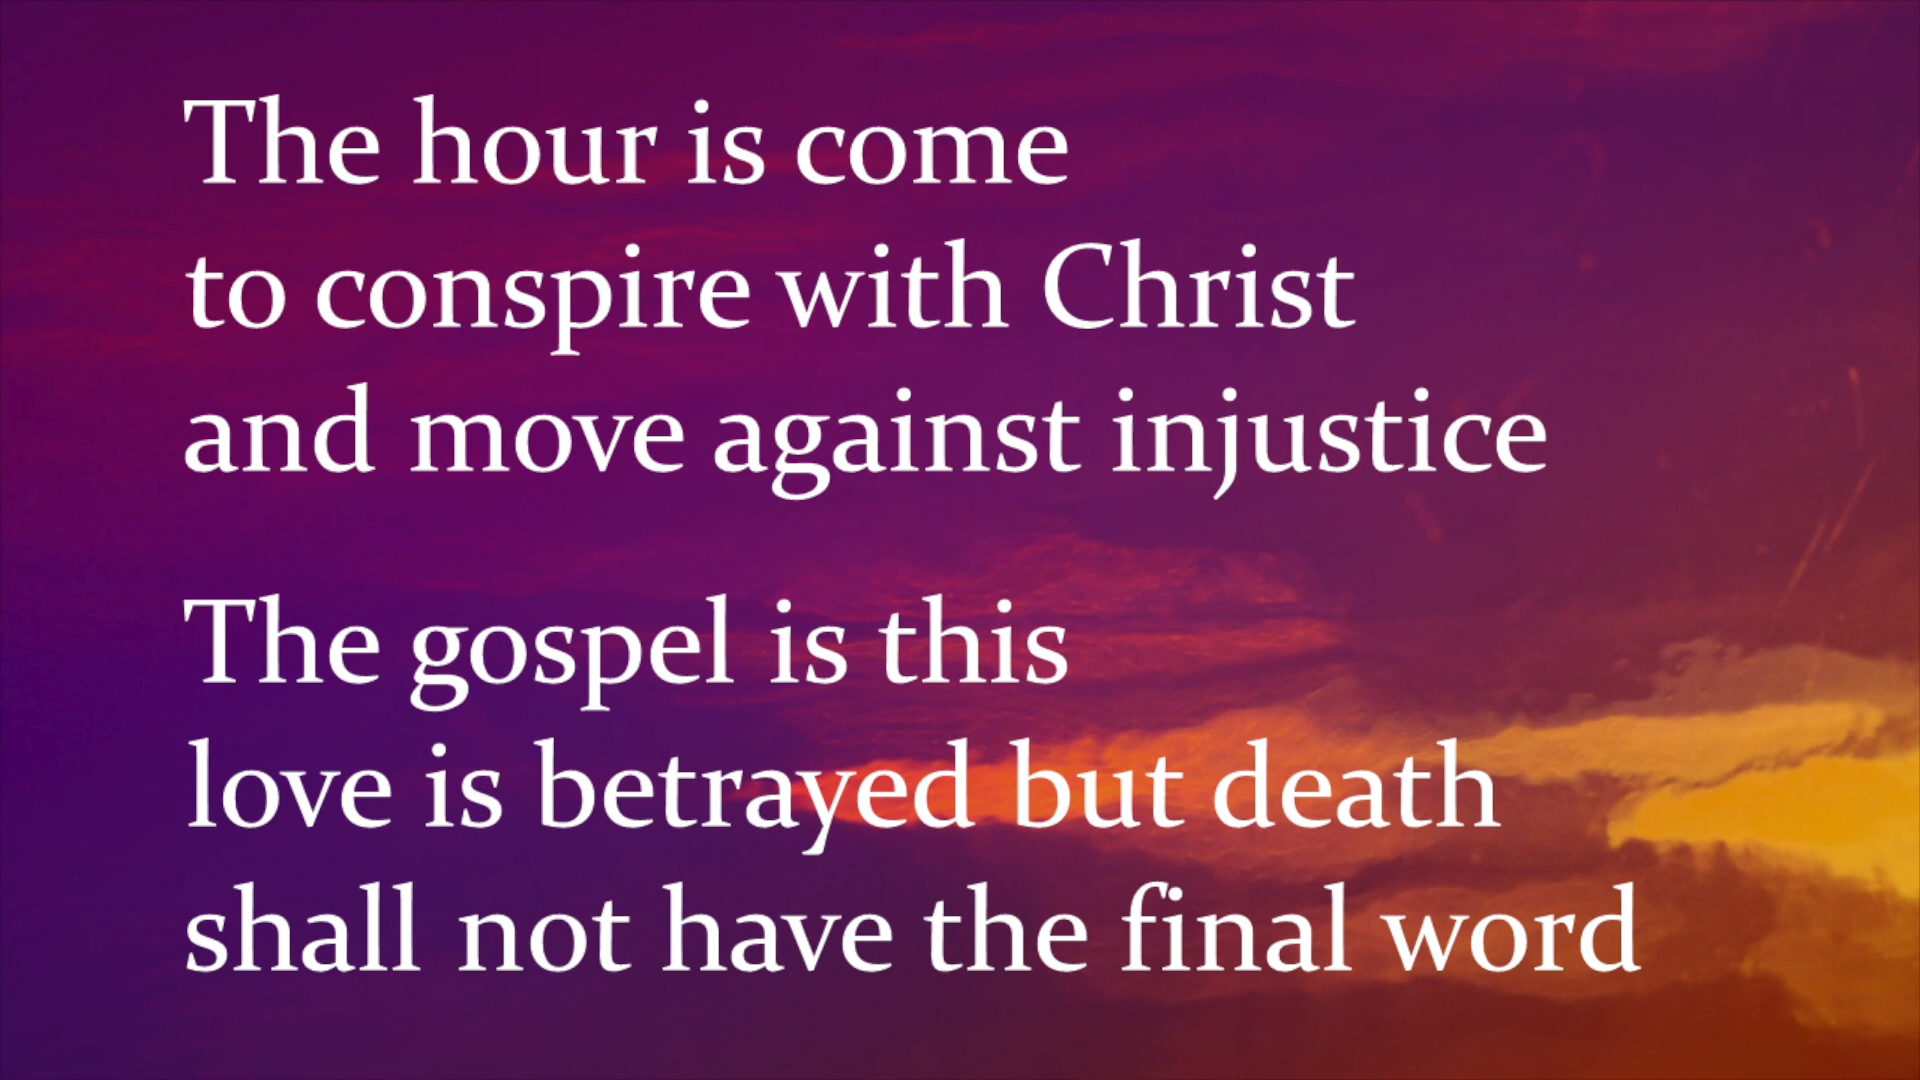 The hour is come
to conspire with Christ
and move against injustice
The gospel is this
love is betrayed but death
shall not have the final word